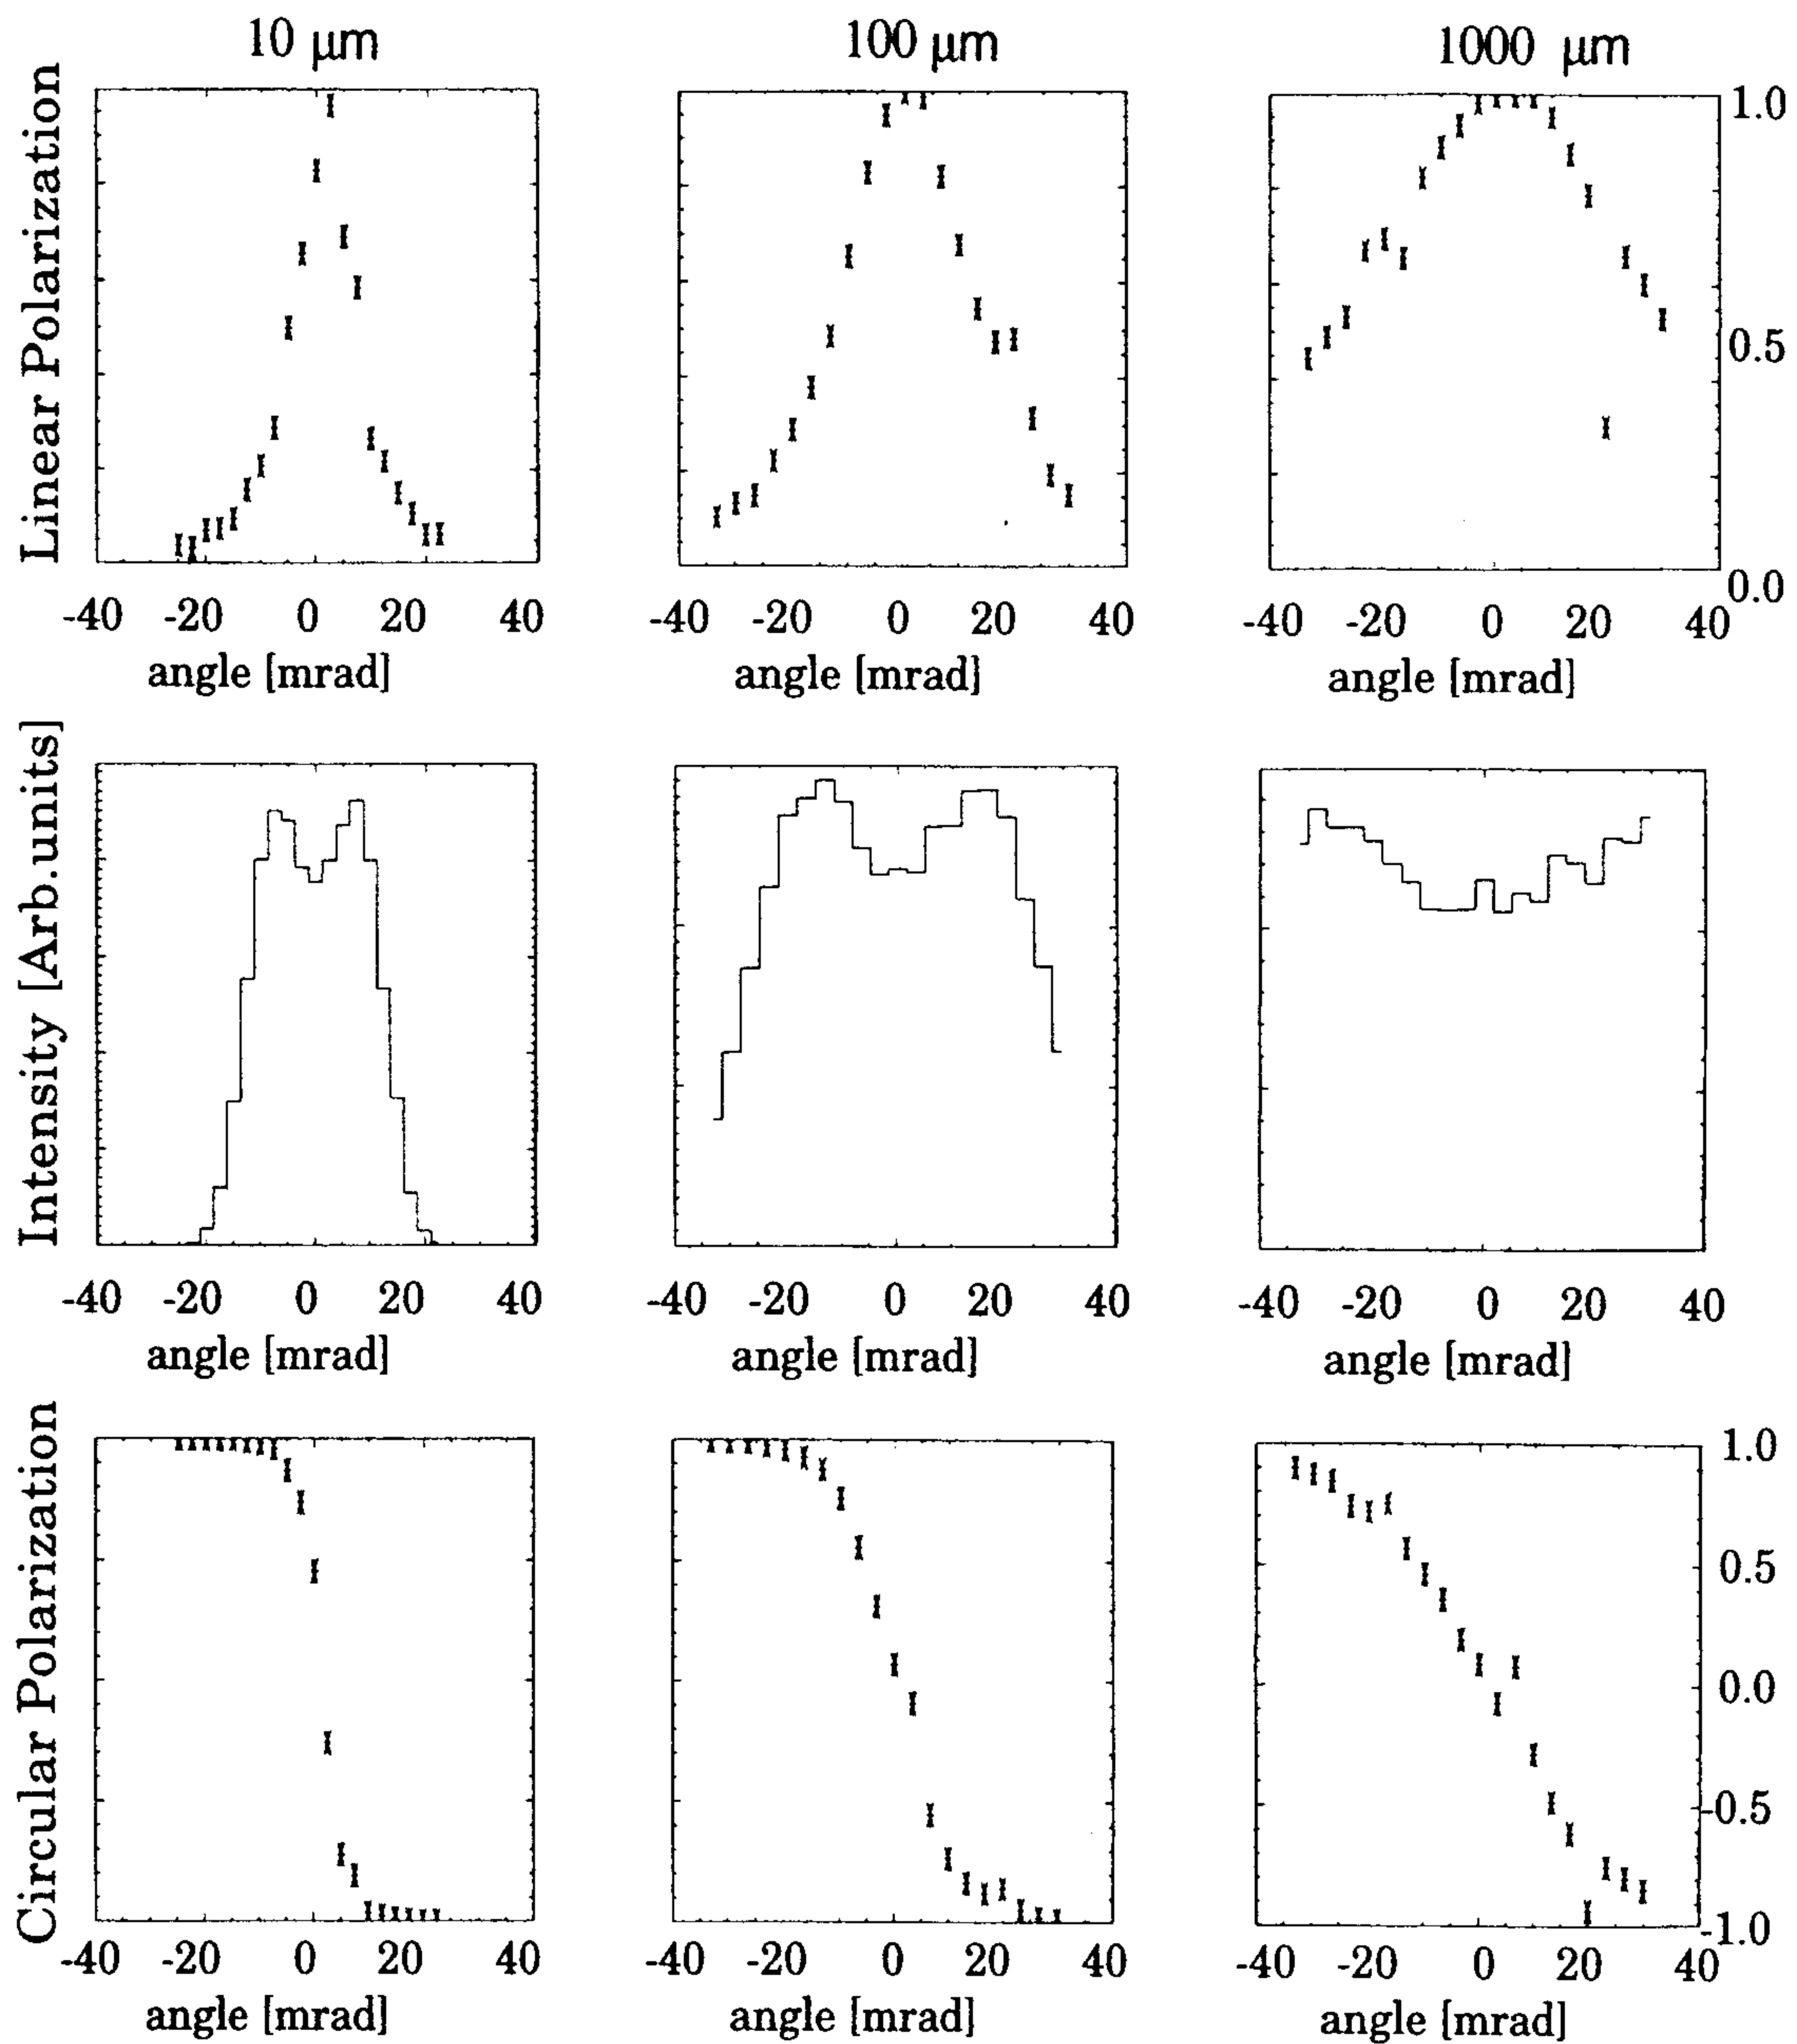 10 μm 100 μm 1000 μm
Linear Polarization
1.0
0.5
0.0
-40 -20 0 20 40 -40 -20 0 20 40 -40 -20 0 20 40
angle [mrad] angle [mrad] angle [mrad]
Intensity [Arb.units]
-40 -20 0 20 40 -40 -20 0 20 40 -40 -20 0 20 40
angle [mrad] angle [mrad] angle [mrad]
Circular Polarization
1.0
0.5
0.0
-0.5
-1.0
-40 -20 0 20 40 -40 -20 0 20 40 -40 -20 0 20 40
angle [mrad] angle [mrad] angle [mrad]